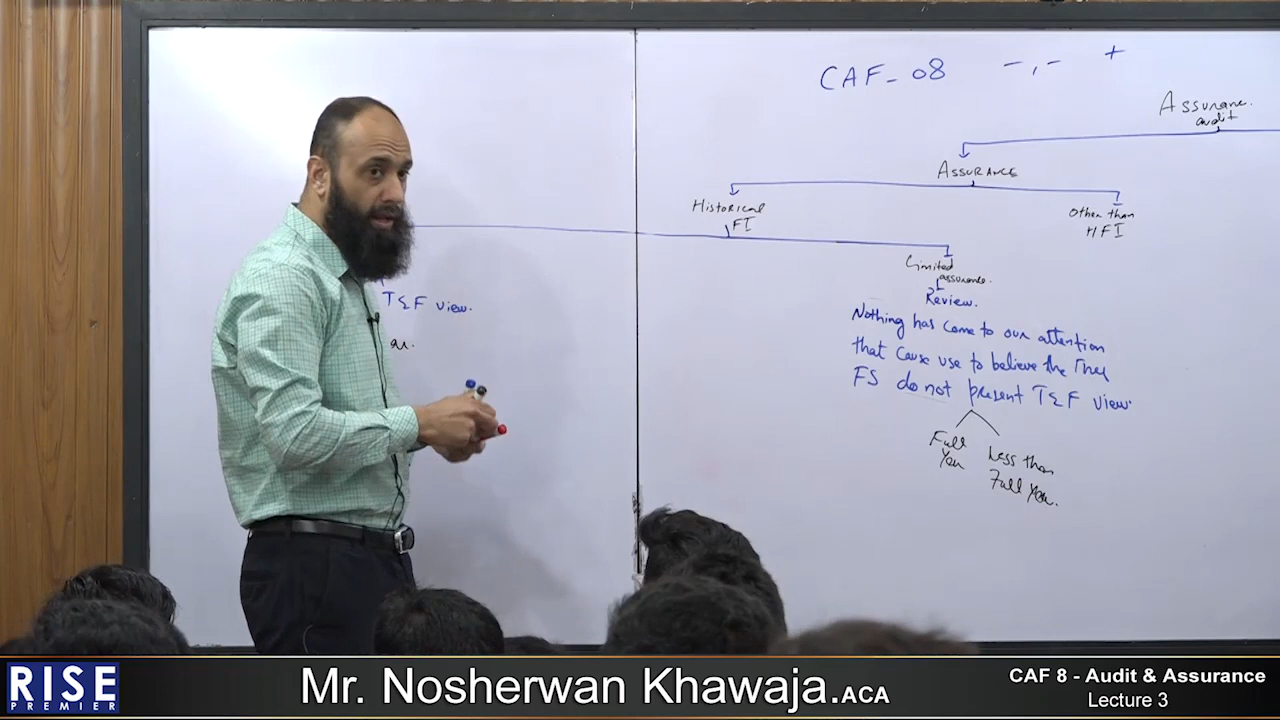 CAF-08 -,- +
Assurane.
audit
Assurance
Historical
FI
Other than
HFI
Limited
assurance.
Review.
T&F view.
Nothing has come to our attention
that cause use to believe the They
FS do not present T&F view.
Full
Year
Less than
Full Year.
RISE
PREMIER
Mr. Nosherwan Khawaja.ACA
CAF 8 - Audit & Assurance
Lecture 3